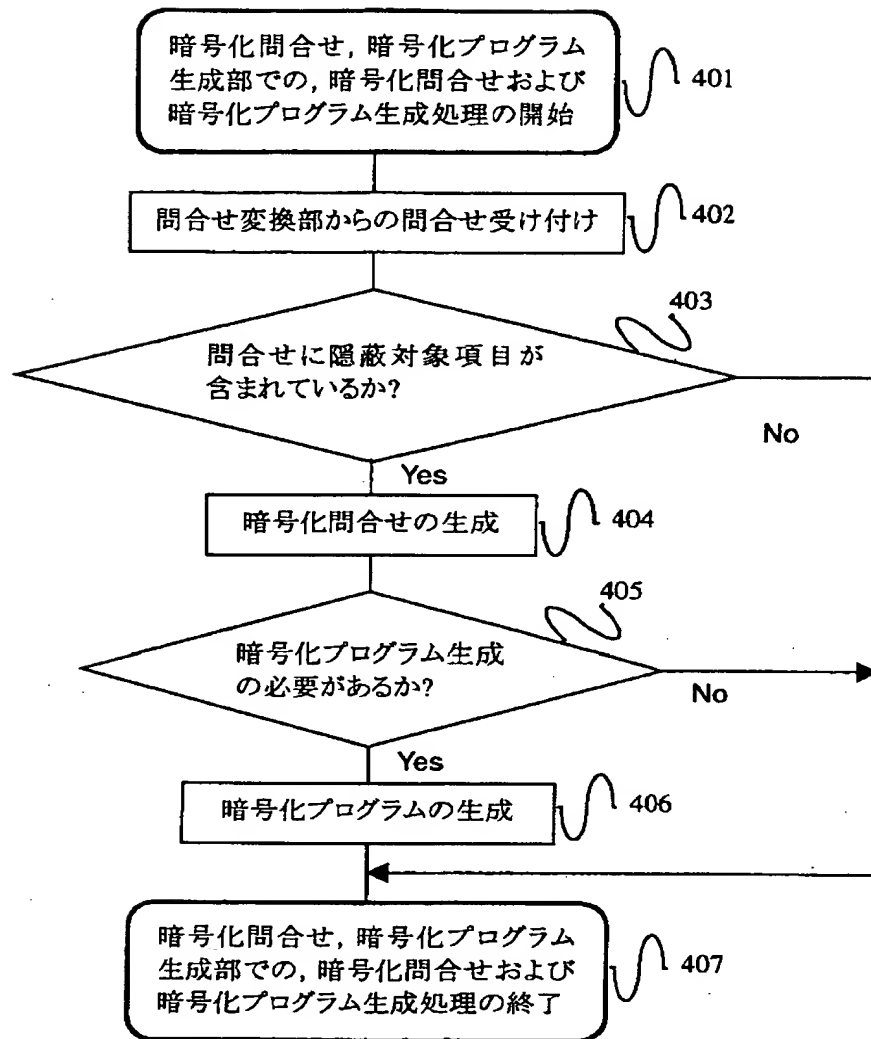 暗号化問合せ, 暗号化プログラム
生成部での, 暗号化問合せおよび
暗号化プログラム生成処理の開始
401
問合せ変換部からの問合せ受け付け
402
403
問合せに隠蔽対象項目が
含まれているか?
No
Yes
暗号化問合せの生成
404
405
暗号化プログラム生成
の必要があるか?
No
Yes
暗号化プログラムの生成
406
暗号化問合せ, 暗号化プログラム
生成部での, 暗号化問合せおよび
暗号化プログラム生成処理の終了
407